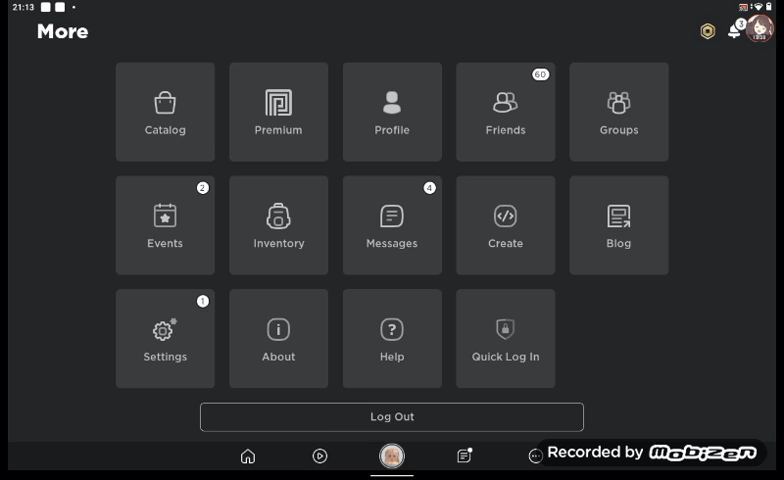 21:13
More
3
Catalog
Premium
Profile
60
Friends
Groups
2
Events
Inventory
4
Messages
Create
Blog
1
Settings
About
Help
Quick Log In
Log Out
Recorded by mobizen